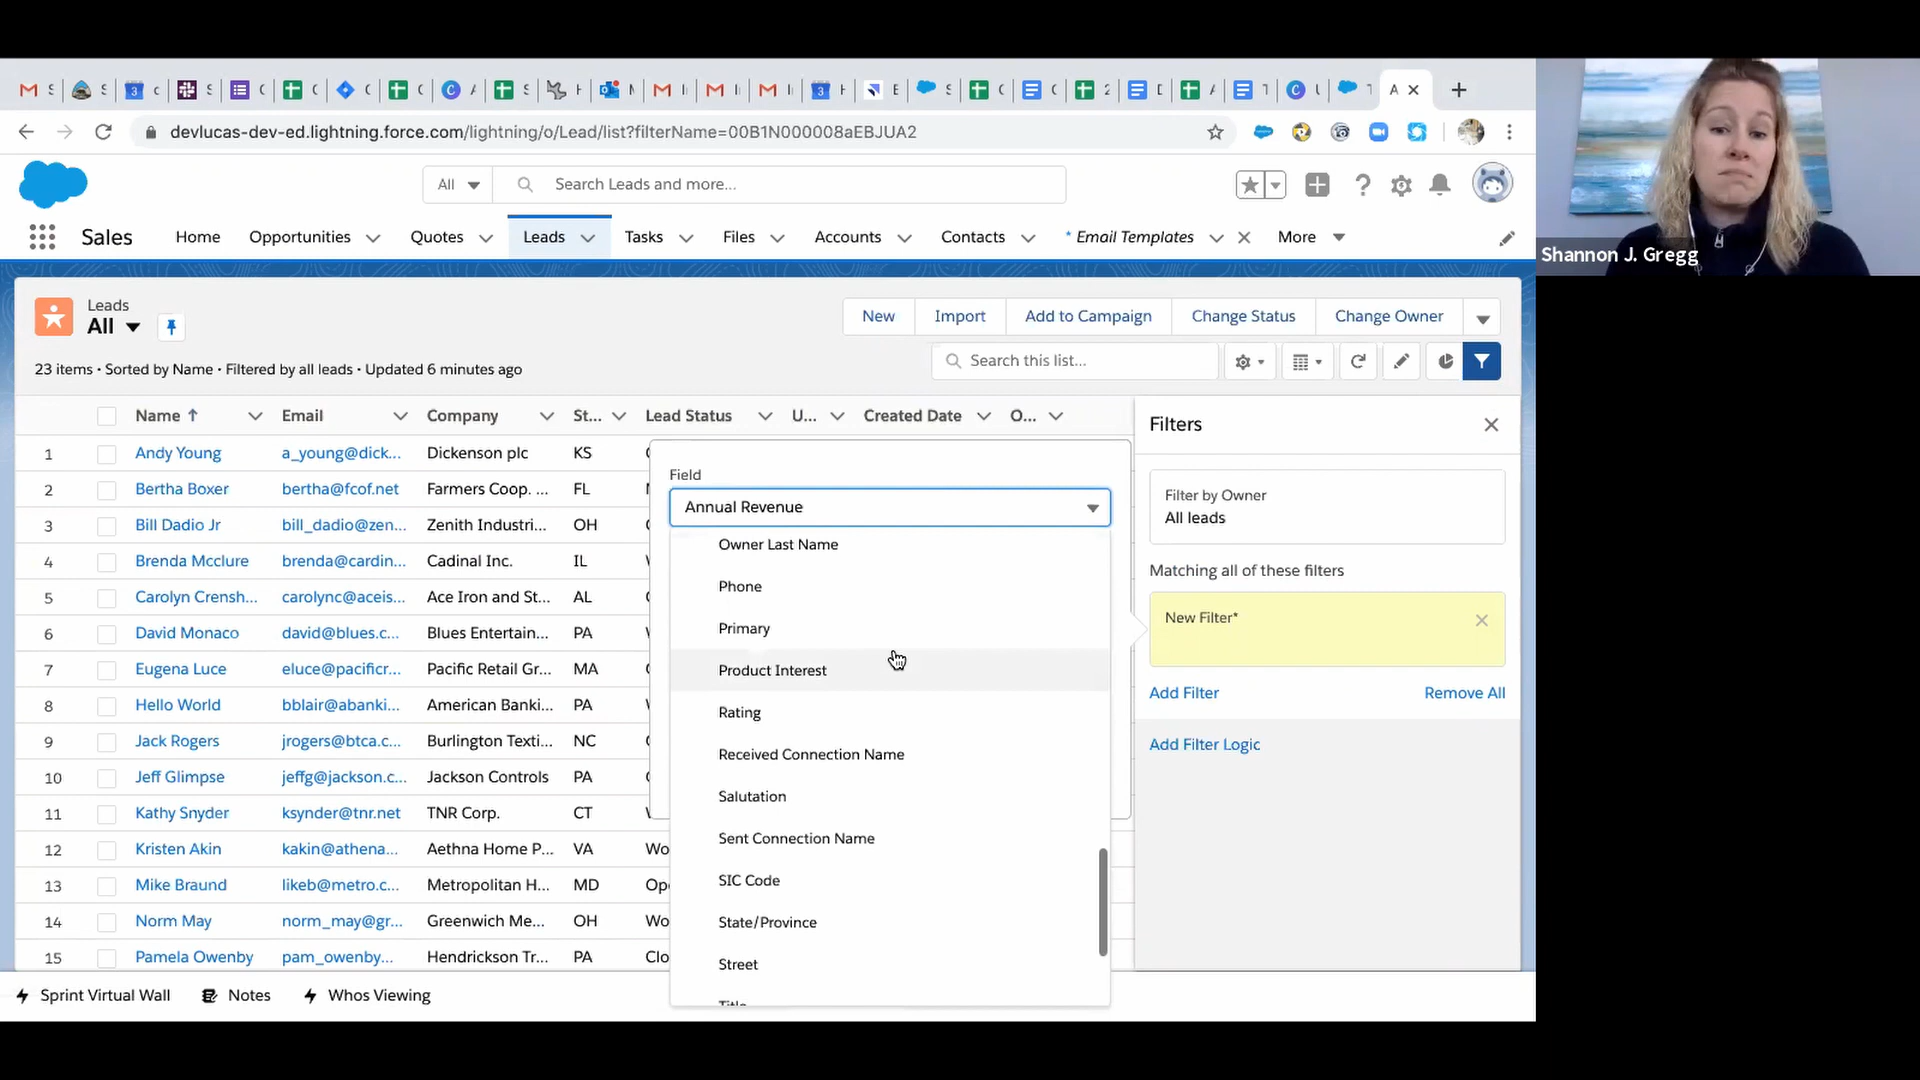 devlucas-dev-ed.lightning.force.com/lightning/o/Lead/list?filterName=00B1N000008aEBJUA2
All
Search Leads and more...
Sales
Home
Opportunities
Quotes
Leads
Tasks
Files
Accounts
Contacts
* Email Templates
More
Shannon J. Gregg
Leads
All
New
Import
Add to Campaign
Change Status
Change Owner
23 items • Sorted by Name • Filtered by all leads • Updated 6 minutes ago
Search this list...
Name
Email
Company
St...
Lead Status
U...
Created Date
O...
1 Andy Young a_young@dick... Dickenson plc KS
2 Bertha Boxer bertha@fcof.net Farmers Coop. ... FL
3 Bill Dadio Jr bill_dadio@zen... Zenith Industri... OH
4 Brenda Mcclure brenda@cardin... Cadinal Inc. IL
5 Carolyn Crensh... carolync@aceis... Ace Iron and St... AL
6 David Monaco david@blues.c... Blues Entertain... PA
7 Eugena Luce eluce@pacificr... Pacific Retail Gr... MA
8 Hello World bblair@abanki... American Banki... PA
9 Jack Rogers jrogers@btca.c... Burlington Texti... NC
10 Jeff Glimpse jeffg@jackson.c... Jackson Controls PA
11 Kathy Snyder ksynder@tnr.net TNR Corp. CT
12 Kristen Akin kakin@athena... Aethna Home P... VA Wo
13 Mike Braund likeb@metro.c... Metropolitan H... MD Op
14 Norm May norm_may@gr... Greenwich Me... OH Wo
15 Pamela Owenby pam_owenby... Hendrickson Tr... PA Clo
Field
Annual Revenue
Owner Last Name
Phone
Primary
Product Interest
Rating
Received Connection Name
Salutation
Sent Connection Name
SIC Code
State/Province
Street
Title
Filters
Filter by Owner
All leads
Matching all of these filters
New Filter*
Add Filter
Remove All
Add Filter Logic
Sprint Virtual Wall
Notes
Whos Viewing